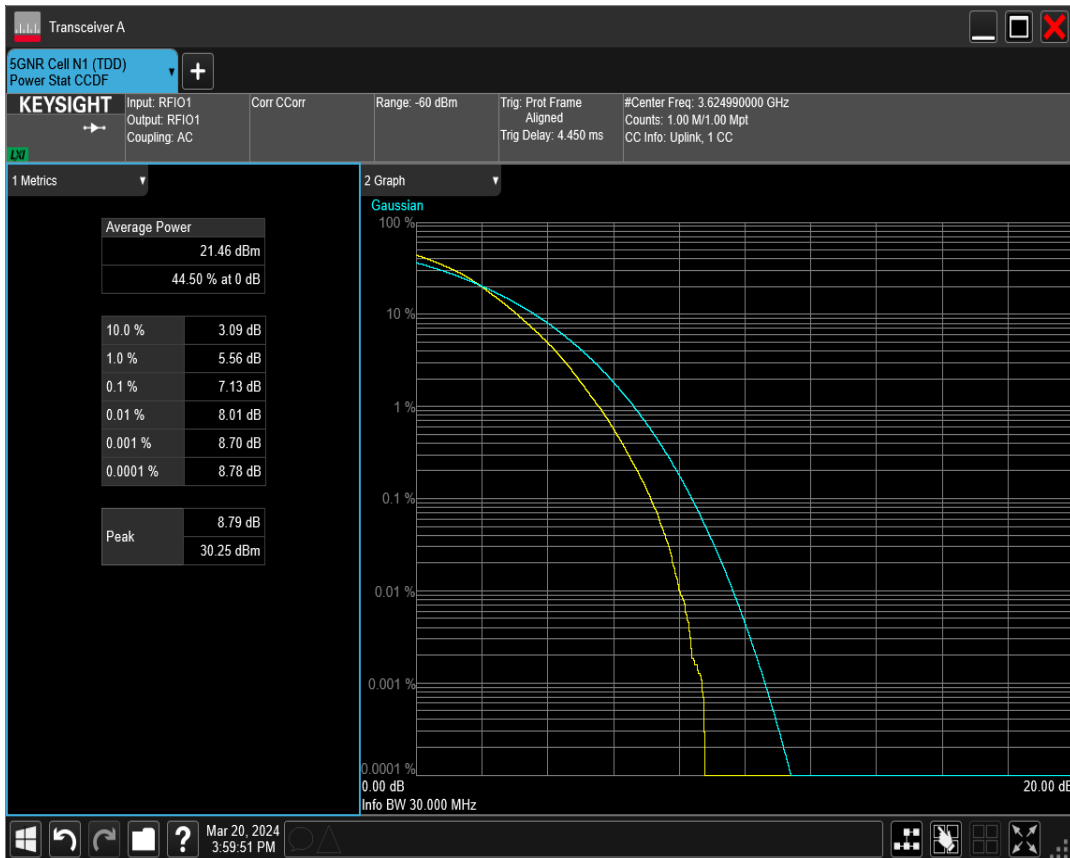 Transceiver A
5GNR Cell N1 (TDD)
Power Stat CCDF
+
KEYSIGHT
LXI
Input: RFIO1
Output: RFIO1
Coupling: AC
Corr CCorr
Range: -60 dBm
Trig: Prot Frame
Aligned
Trig Delay: 4.450 ms
#Center Freq: 3.624990000 GHz
Counts: 1.00 M/1.00 Mpt
CC Info: Uplink, 1 CC
1 Metrics
Average Power
21.46 dBm
44.50 % at 0 dB
10.0 % 3.09 dB
1.0 % 5.56 dB
0.1 % 7.13 dB
0.01 % 8.01 dB
0.001 % 8.70 dB
0.0001 % 8.78 dB
Peak
8.79 dB
30.25 dBm
2 Graph
Gaussian
100 %
10 %
1 %
0.1 %
0.01 %
0.001 %
0.0001 %
0.00 dB 20.00 dB
Info BW 30.000 MHz
?
Mar 20, 2024
3:59:51 PM